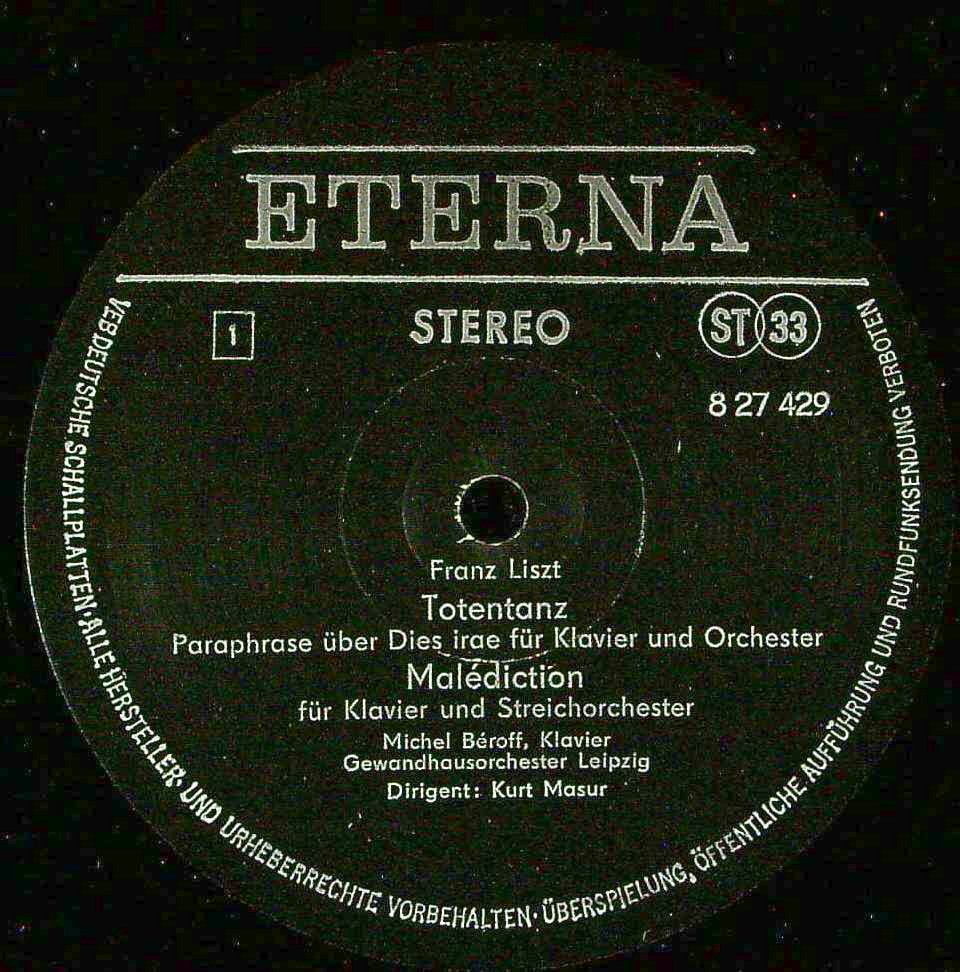 ETERNA
1
STEREO
ST 33
8 27 429
Franz Liszt
Totentanz
Paraphrase über Dies irae für Klavier und Orchester
Malédiction
für Klavier und Streichorchester
Michel Béroff, Klavier
Gewandhausorchester Leipzig
Dirigent: Kurt Masur
VEB DEUTSCHE SCHALLPLATTEN · ALLE HERSTELLER- UND URHEBERRECHTE VORBEHALTEN · ÜBERSPIELUNG, ÖFFENTLICHE AUFFÜHRUNG UND RUNDFUNKSENDUNG VERBOTEN